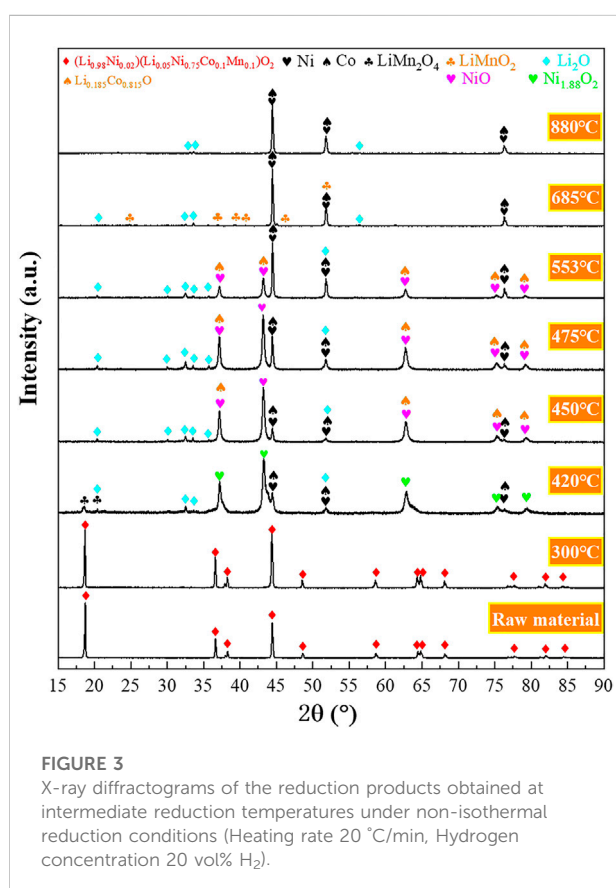 ♦ (Li0.98Ni0.02)(Li0.05Ni0.75Co0.1Mn0.1)O2 ♥ Ni ♠ Co ♣ LiMn2O4 ♣ LiMnO2 ♦ Li2O
♠ Li0.185Co0.815O ♥ NiO ♥ Ni1.88O2
880°C
685°C
553°C
475°C
450°C
420°C
300°C
Raw material
Intensity (a.u.)
15 20 25 30 35 40 45 50 55 60 65 70 75 80 85 90
2θ (°)
FIGURE 3
X-ray diffractograms of the reduction products obtained at
intermediate reduction temperatures under non-isothermal
reduction conditions (Heating rate 20 °C/min, Hydrogen
concentration 20 vol% H2).